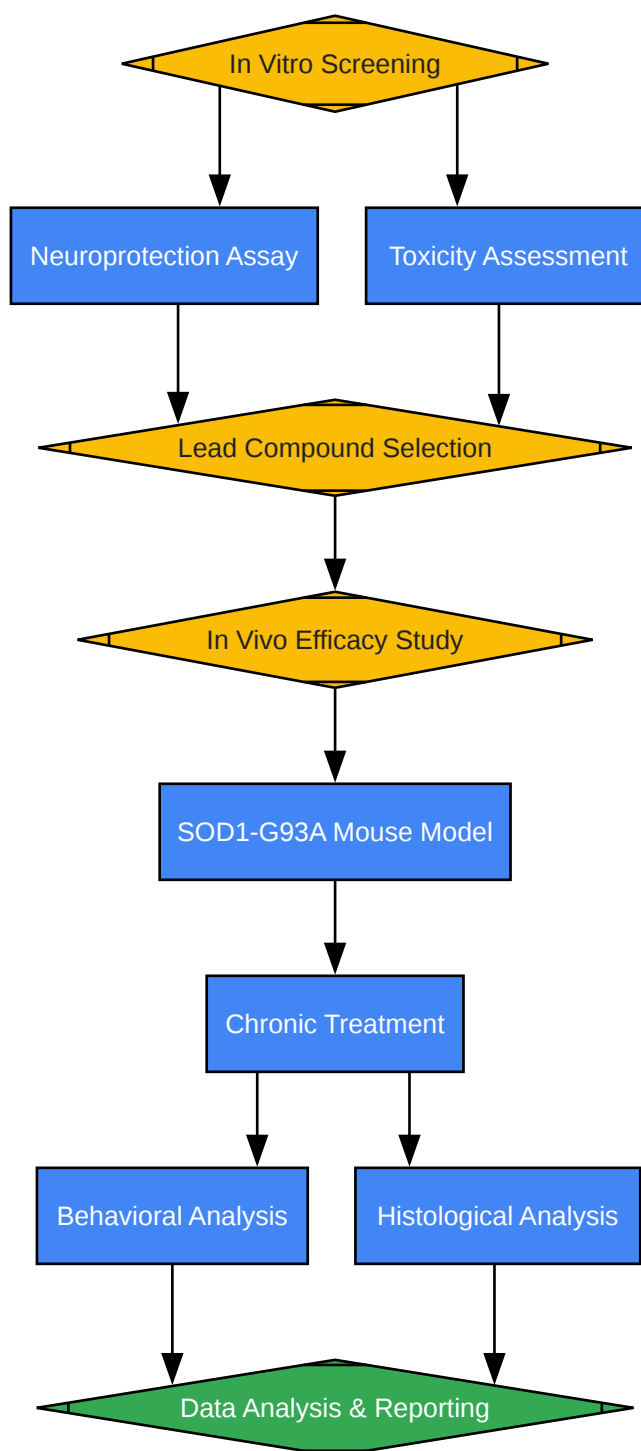 In Vitro Screening
Neuroprotection Assay
Toxicity Assessment
Lead Compound Selection
In Vivo Efficacy Study
SOD1-G93A Mouse Model
Chronic Treatment
Behavioral Analysis
Histological Analysis
Data Analysis & Reporting